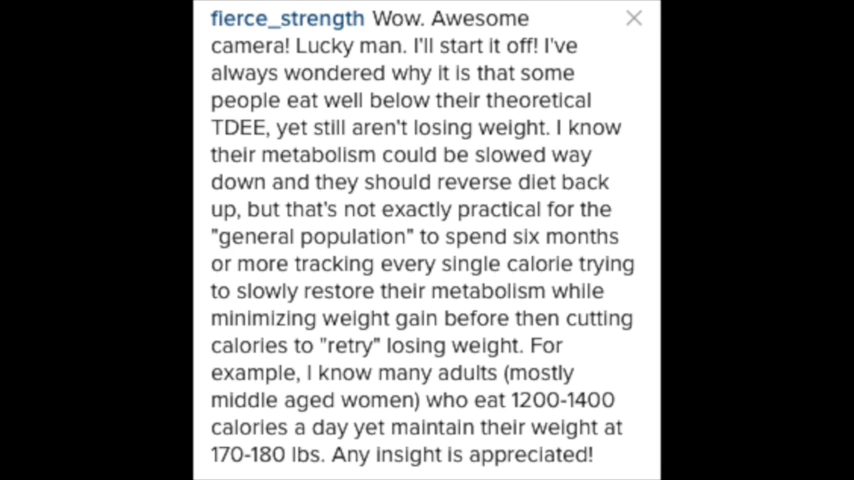 fierce_strength Wow. Awesome
camera! Lucky man. I'll start it off! I've
always wondered why it is that some
people eat well below their theoretical
TDEE, yet still aren't losing weight. I know
their metabolism could be slowed way
down and they should reverse diet back
up, but that's not exactly practical for the
"general population" to spend six months
or more tracking every single calorie trying
to slowly restore their metabolism while
minimizing weight gain before then cutting
calories to "retry" losing weight. For
example, I know many adults (mostly
middle aged women) who eat 1200-1400
calories a day yet maintain their weight at
170-180 lbs. Any insight is appreciated!